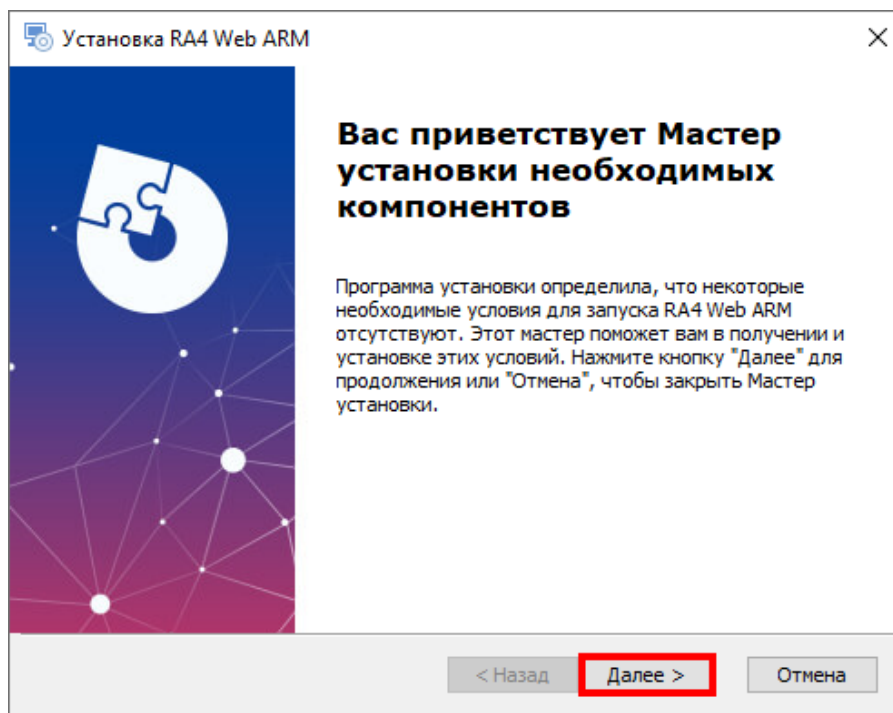 Установка RA4 Web ARM
Вас приветствует Мастер
установки необходимых
компонентов
Программа установки определила, что некоторые
необходимые условия для запуска RA4 Web ARM
отсутствуют. Этот мастер поможет вам в получении и
установке этих условий. Нажмите кнопку "Далее" для
продолжения или "Отмена", чтобы закрыть Мастер
установки.
< Назад
Далее >
Отмена